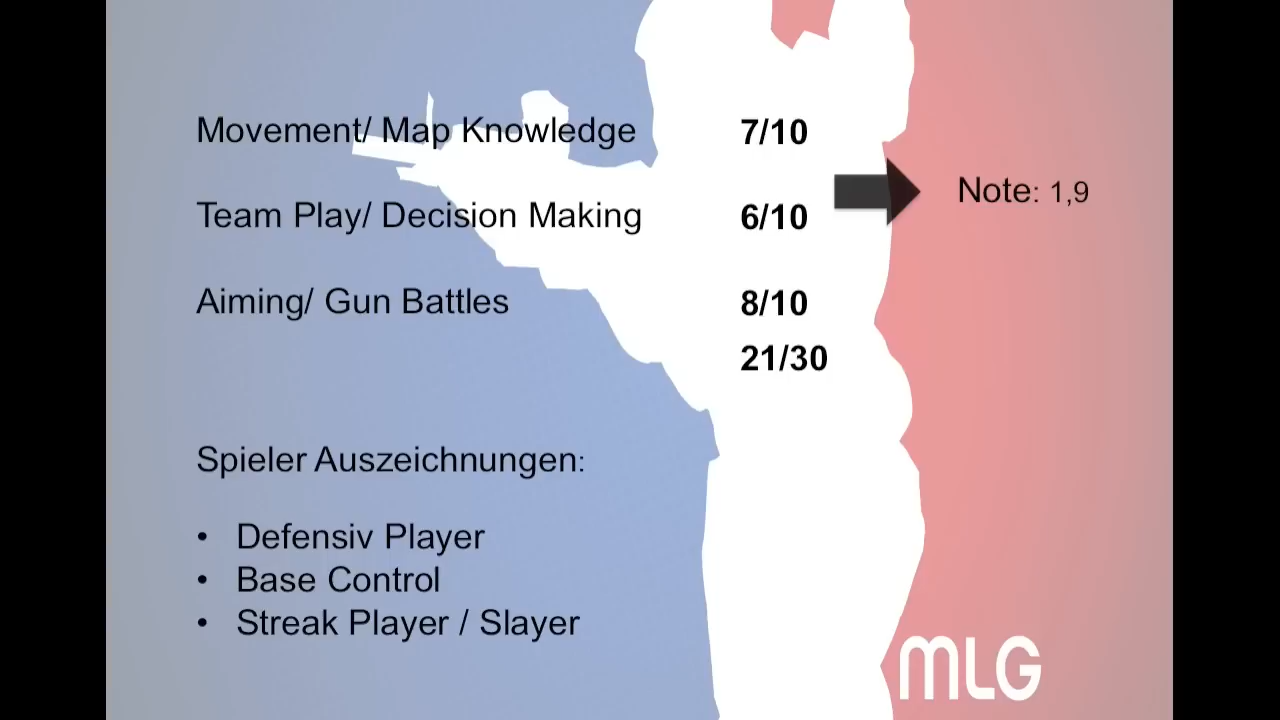 Movement/ Map Knowledge 7/10
Note: 1,9
Team Play/ Decision Making 6/10
Aiming/ Gun Battles 8/10
21/30
Spieler Auszeichnungen:
• Defensiv Player
• Base Control
• Streak Player / Slayer
MLG